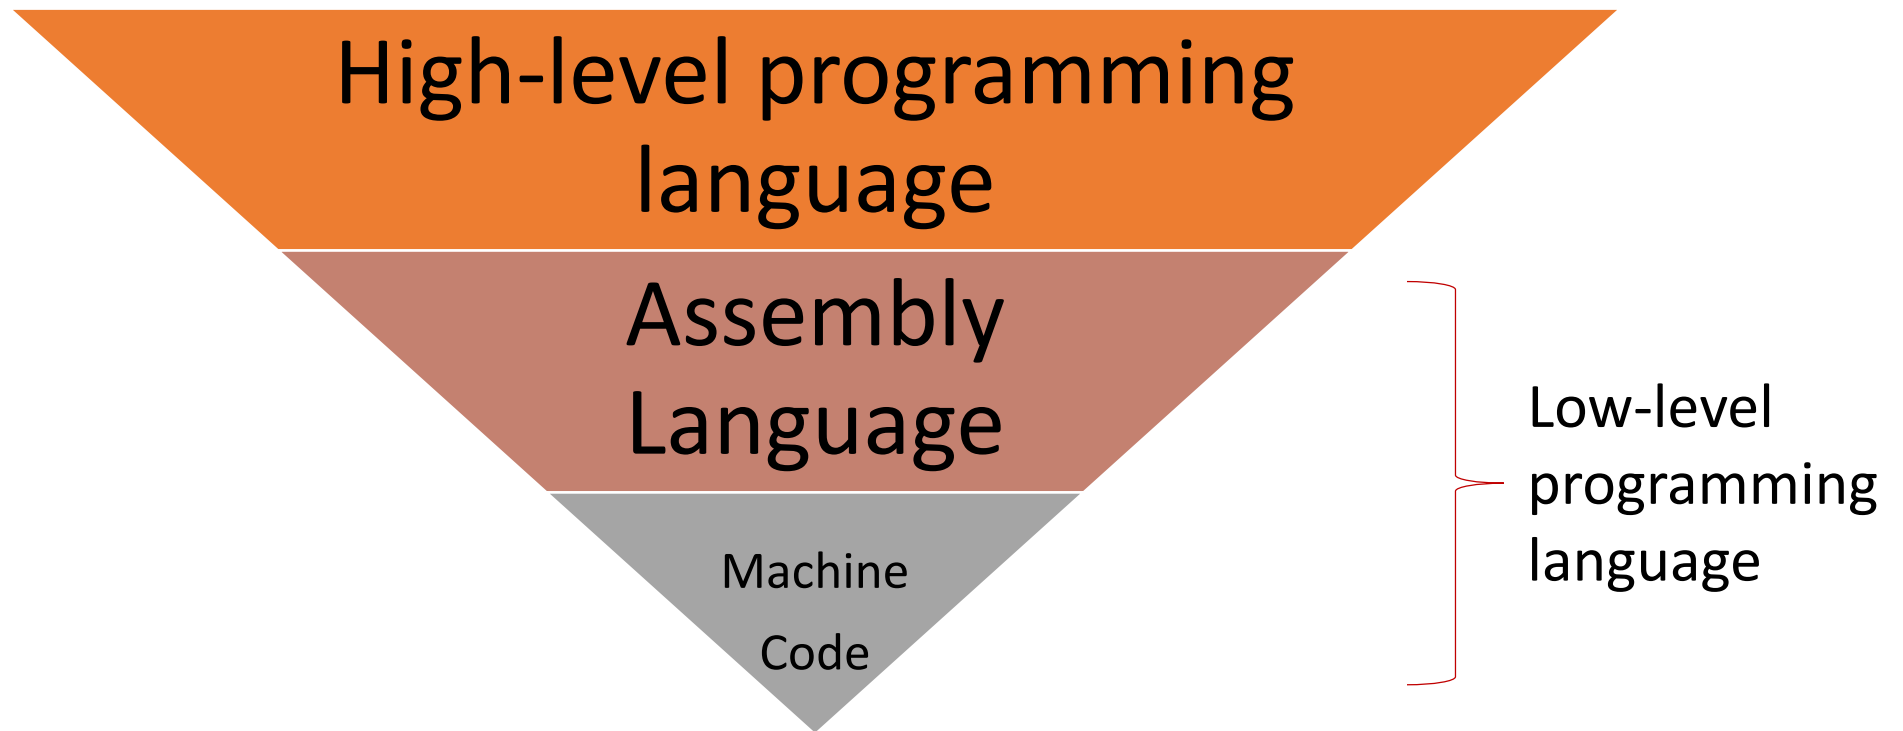 High-level programming
language
Assembly
Language
Machine
Code
Low-level
programming
language